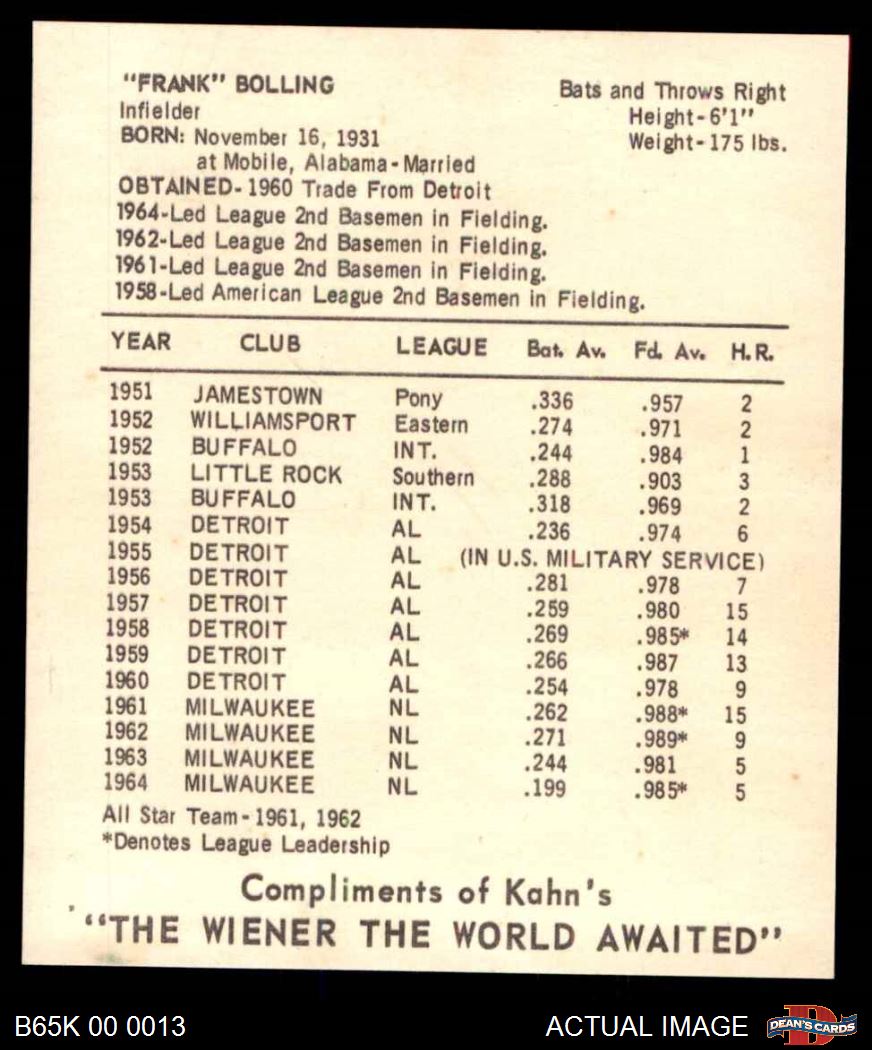 "FRANK" BOLLING
Bats and Throws Right
Infielder
Height-6'1"
BORN: November 16, 1931
Weight-175 lbs.
at Mobile, Alabama-Married
OBTAINED-1960 Trade From Detroit
1964-Led League 2nd Basemen in Fielding.
1962-Led League 2nd Basemen in Fielding.
1961-Led League 2nd Basemen in Fielding.
1958-Led American League 2nd Basemen in Fielding.
YEAR CLUB LEAGUE Bat. Av. Fd. Av. H.R.
1951 JAMESTOWN Pony .336 .957 2
1952 WILLIAMSPORT Eastern .274 .971 2
1952 BUFFALO INT. .244 .984 1
1953 LITTLE ROCK Southern .288 .903 3
1953 BUFFALO INT. .318 .969 2
1954 DETROIT AL .236 .974 6
1955 DETROIT AL (IN U.S. MILITARY SERVICE)
1956 DETROIT AL .281 .978 7
1957 DETROIT AL .259 .980 15
1958 DETROIT AL .269 .985* 14
1959 DETROIT AL .266 .987 13
1960 DETROIT AL .254 .978 9
1961 MILWAUKEE NL .262 .988* 15
1962 MILWAUKEE NL .271 .989* 9
1963 MILWAUKEE NL .244 .981 5
1964 MILWAUKEE NL .199 .985* 5
All Star Team-1961, 1962
*Denotes League Leadership
Compliments of Kahn's
"THE WIENER THE WORLD AWAITED"
B65K 00 0013
ACTUAL IMAGE
D
DEAN'S CARDS